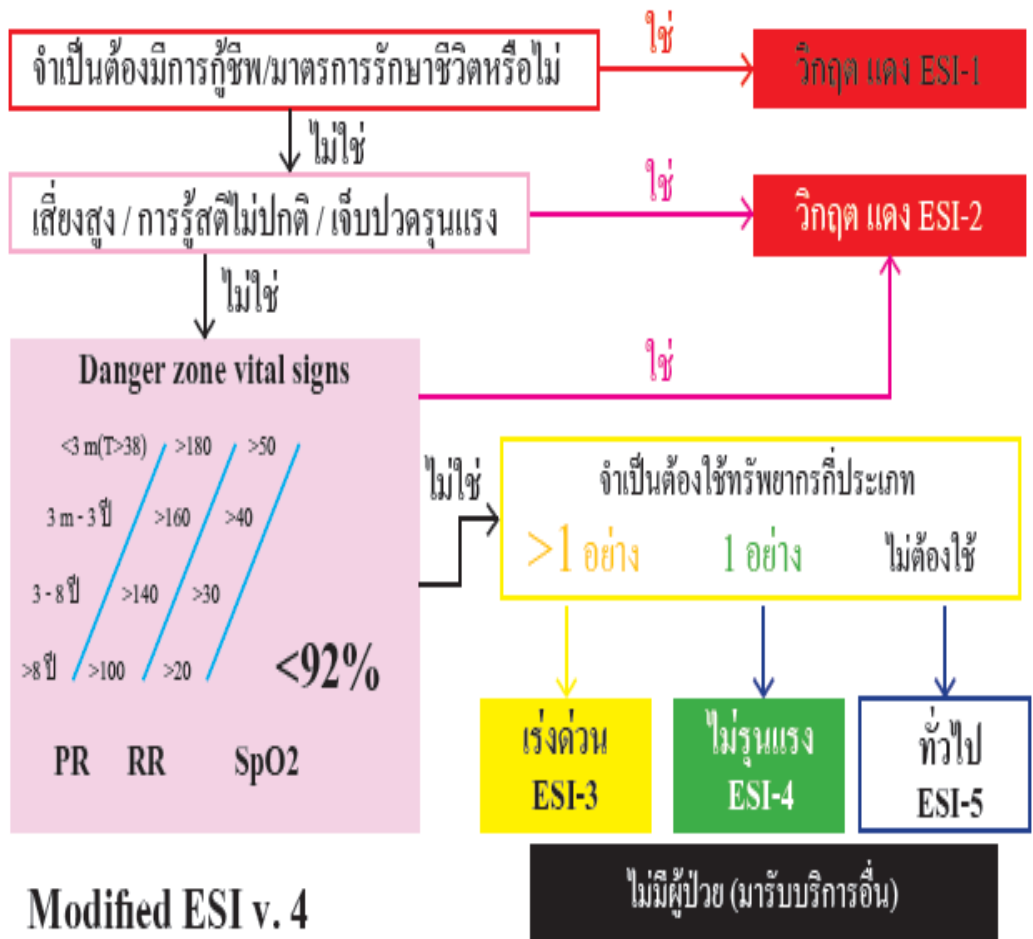 จำเป็นต้องมีการกู้ชีพ/มาตรการรักษาชีวิตหรือไม่
ใช่
วิกฤต แดง ESI-1
ไม่ใช่
เสี่ยงสูง / การรู้สติไม่ปกติ / เจ็บปวดรุนแรง
ใช่
วิกฤต แดง ESI-2
ไม่ใช่
Danger zone vital signs
<3 m(T>38) >180 >50
3 m - 3 ปี >160 >40
3 - 8 ปี >140 >30
>8 ปี >100 >20
<92%
PR RR SpO2
ใช่
ไม่ใช่
จำเป็นต้องใช้ทรัพยากรกี่ประเภท
>1 อย่าง 1 อย่าง ไม่ต้องใช้
เร่งด่วน
ESI-3
ไม่รุนแรง
ESI-4
ทั่วไป
ESI-5
ไม่มีผู้ป่วย (มารับบริการอื่น)
Modified ESI v. 4